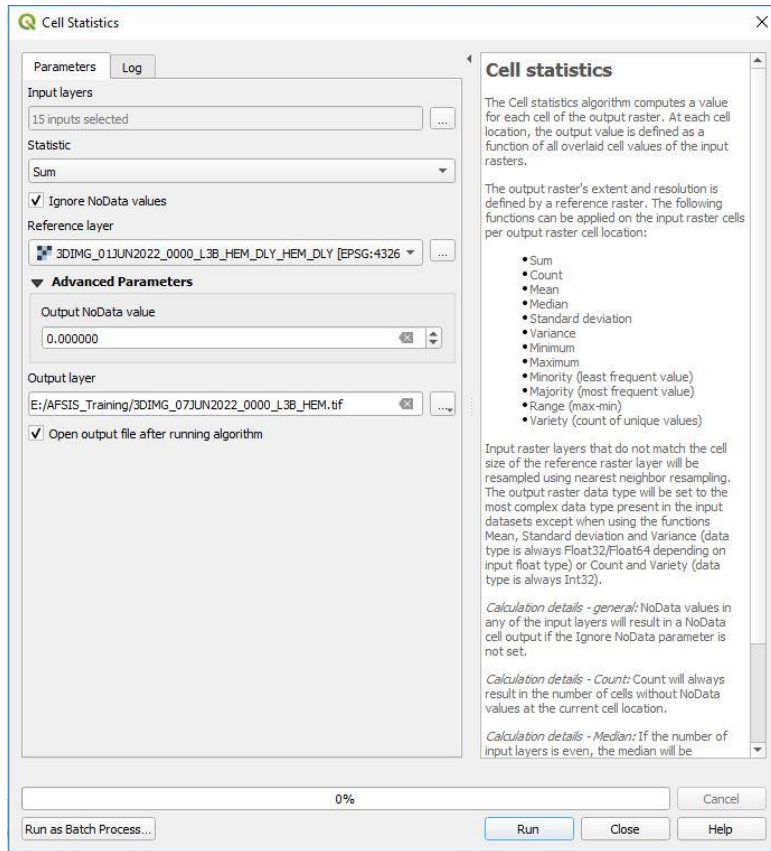 Cell Statistics
Parameters
Log
Input layers
15 inputs selected
...
Statistic
Sum
Ignore NoData values
Reference layer
3DIMG_01JUN2022_0000_L3B_HEM_DLY_HEM_DLY [EPSG:4326
...
Advanced Parameters
Output NoData value
0.000000
Output layer
E:/AFSIS_Training/3DIMG_07JUN2022_0000_L3B_HEM.tif
...
Open output file after running algorithm
Cell statistics
The Cell statistics algorithm computes a value
for each cell of the output raster. At each cell
location, the output value is defined as a
function of all overlaid cell values of the input
rasters.
The output raster's extent and resolution is
defined by a reference raster. The following
functions can be applied on the input raster cells
per output raster cell location:
• Sum
• Count
• Mean
• Median
• Standard deviation
• Variance
• Minimum
• Maximum
• Minority (least frequent value)
• Majority (most frequent value)
• Range (max-min)
• Variety (count of unique values)
Input raster layers that do not match the cell
size of the reference raster layer will be
resampled using nearest neighbor resampling.
The output raster data type will be set to the
most complex data type present in the input
datasets except when using the functions
Mean, Standard deviation and Variance (data
type is always Float32/Float64 depending on
input float type) or Count and Variety (data
type is always Int32).
Calculation details - general: NoData values in
any of the input layers will result in a NoData
cell output if the Ignore NoData parameter is
not set.
Calculation details - Count: Count will always
result in the number of cells without NoData
values at the current cell location.
Calculation details - Median: If the number of
input layers is even, the median will be
0%
Cancel
Run as Batch Process...
Run
Close
Help